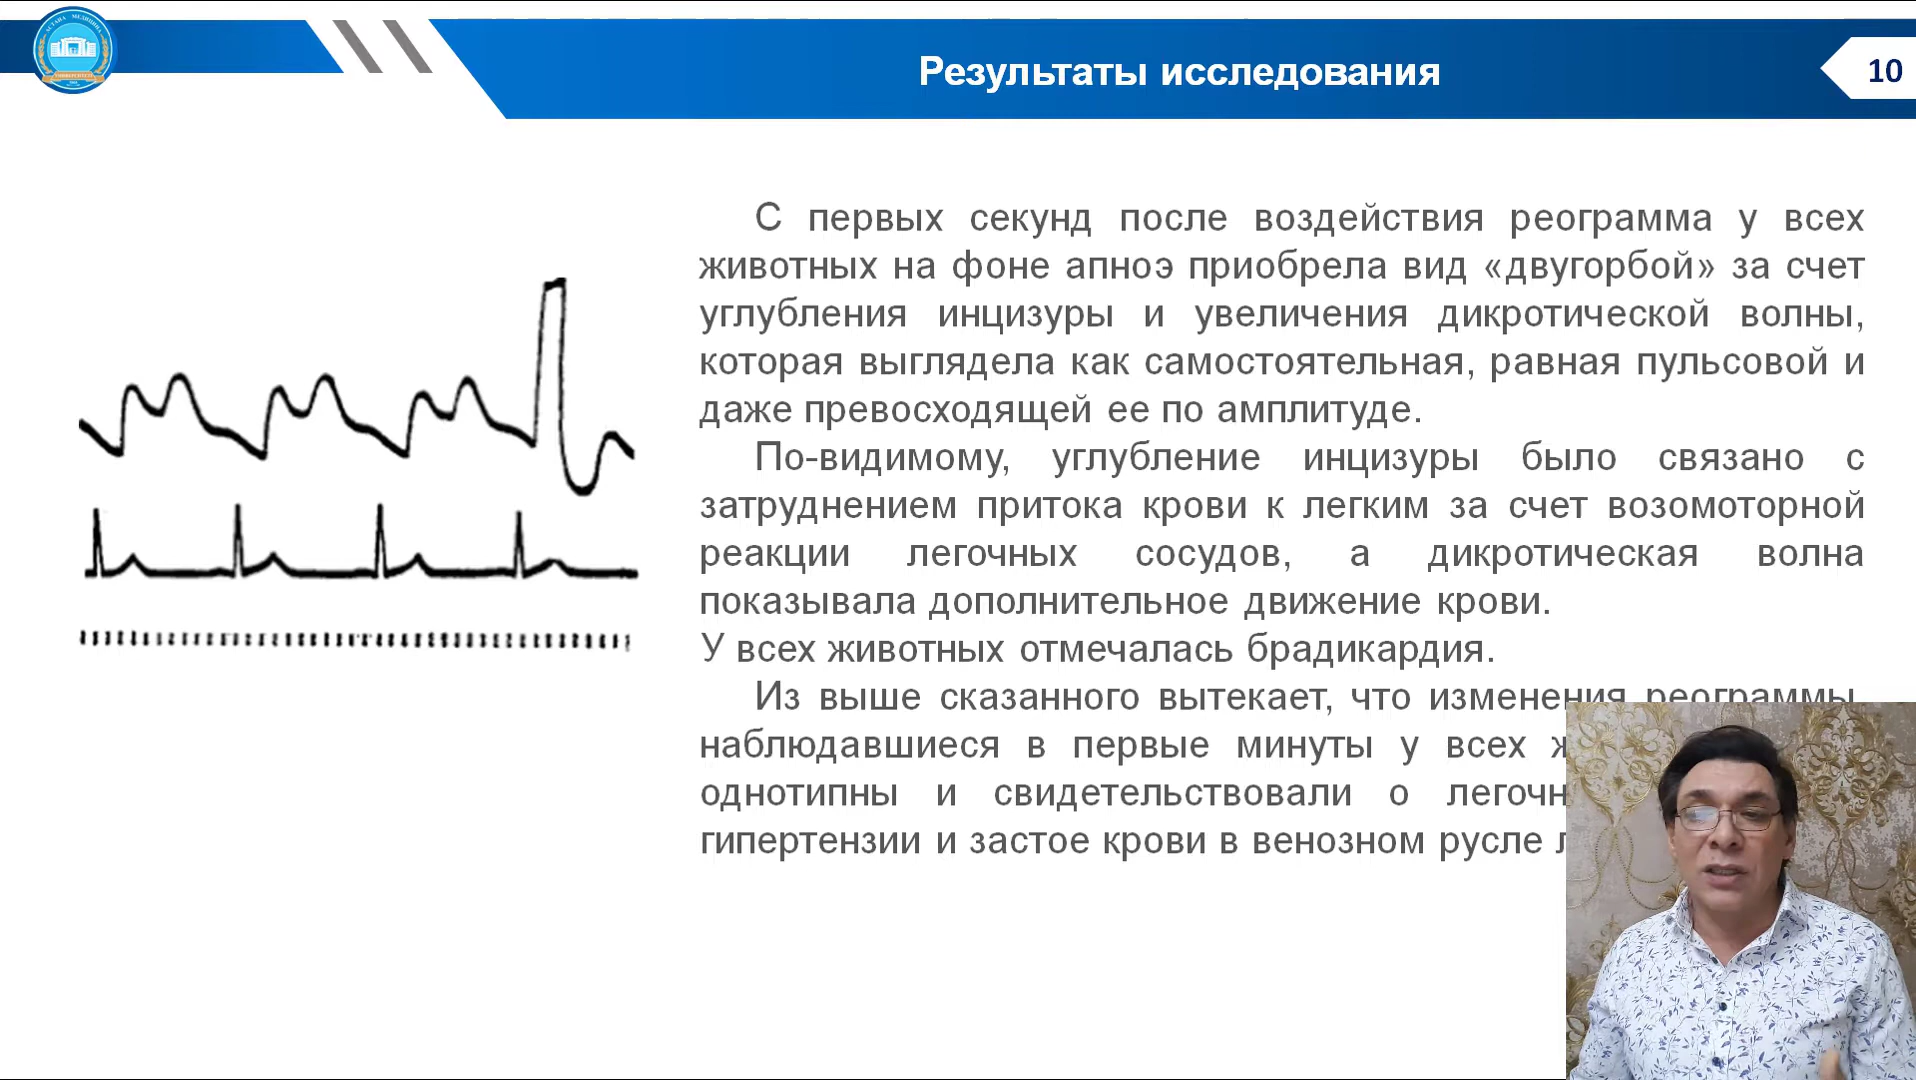 АСТАНА МЕДИЦИНА
УНИВЕРСИТЕТІ
Результаты исследования
10
С первых секунд после воздействия реограмма у всех
животных на фоне апноэ приобрела вид «двугорбой» за счет
углубления инцизуры и увеличения дикротической волны,
которая выглядела как самостоятельная, равная пульсовой и
даже превосходящей ее по амплитуде.
По-видимому, углубление инцизуры было связано с
затруднением притока крови к легким за счет возомоторной
реакции легочных сосудов, а дикротическая волна
показывала дополнительное движение крови.
У всех животных отмечалась брадикардия.
Из выше сказанного вытекает, что изменения реограммы,
наблюдавшиеся в первые минуты у всех
однотипны и свидетельствовали о
гипертензии и застое крови в венозном русле